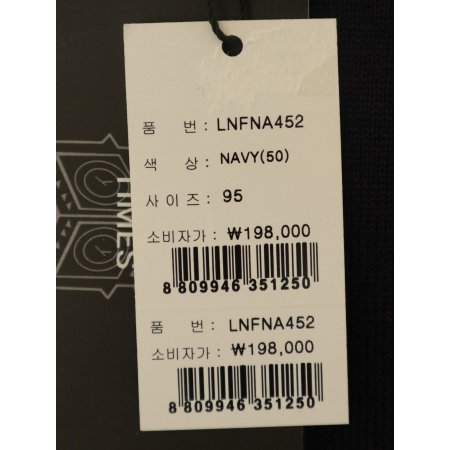 품 번 : LNFNA452
색 상 : NAVY(50)
사 이 즈 : 95
소비자가 : ₩198,000
8 809946 351250
품 번 : LNFNA452
소비자가 : ₩198,000
8 809946 351250
TIMES